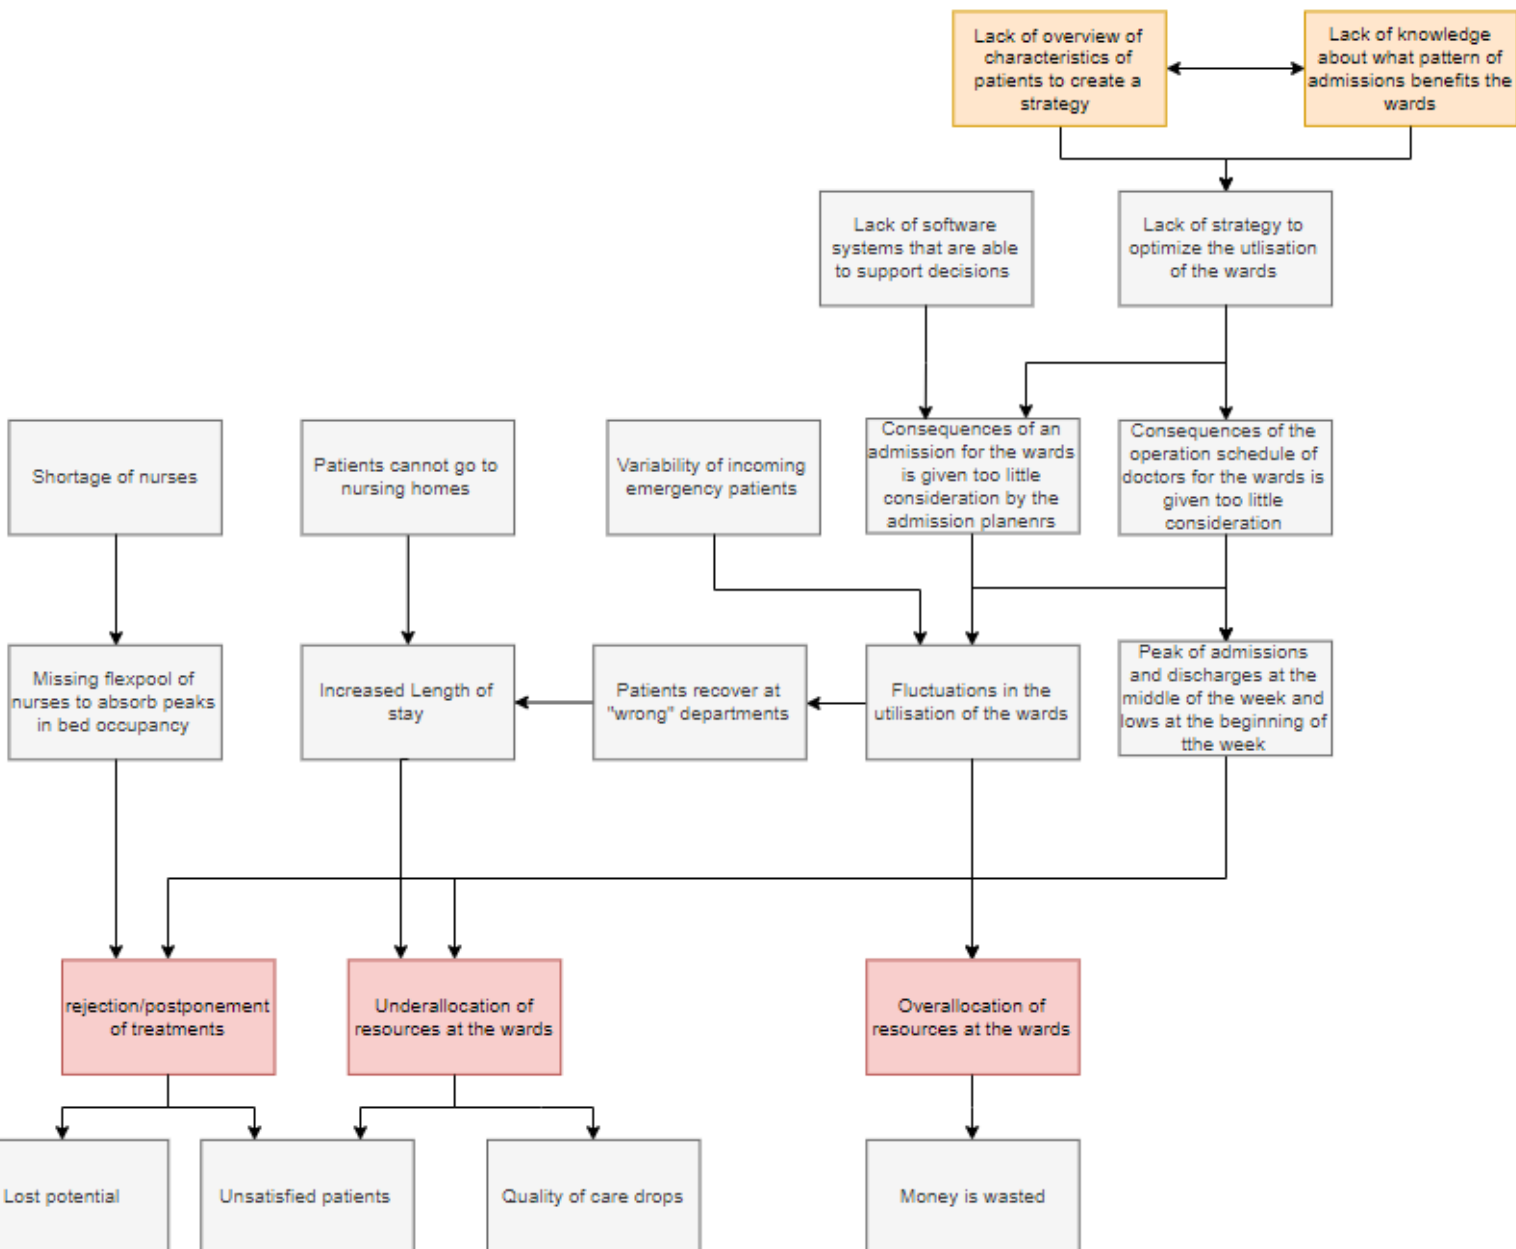 Lack of overview of
characteristics of
patients to create a
strategy
Lack of knowledge
about what pattern of
admissions benefits the
wards
Lack of software
systems that are able
to support decisions
Lack of strategy to
optimize the utlisation
of the wards
Shortage of nurses
Patients cannot go to
nursing homes
Variability of incoming
emergency patients
Consequences of an
admission for the wards
is given too little
consideration by the
admission planenrs
Consequences of the
operation schedule of
doctors for the wards is
given too little
consideration
Missing flexpool of
nurses to absorb peaks
in bed occupancy
Increased Length of
stay
Patients recover at
"wrong" departments
Fluctuations in the
utilisation of the wards
Peak of admissions
and discharges at the
middle of the week and
lows at the beginning of
tthe week
rejection/postponement
of treatments
Underallocation of
resources at the wards
Overallocation of
resources at the wards
Lost potential
Unsatisfied patients
Quality of care drops
Money is wasted